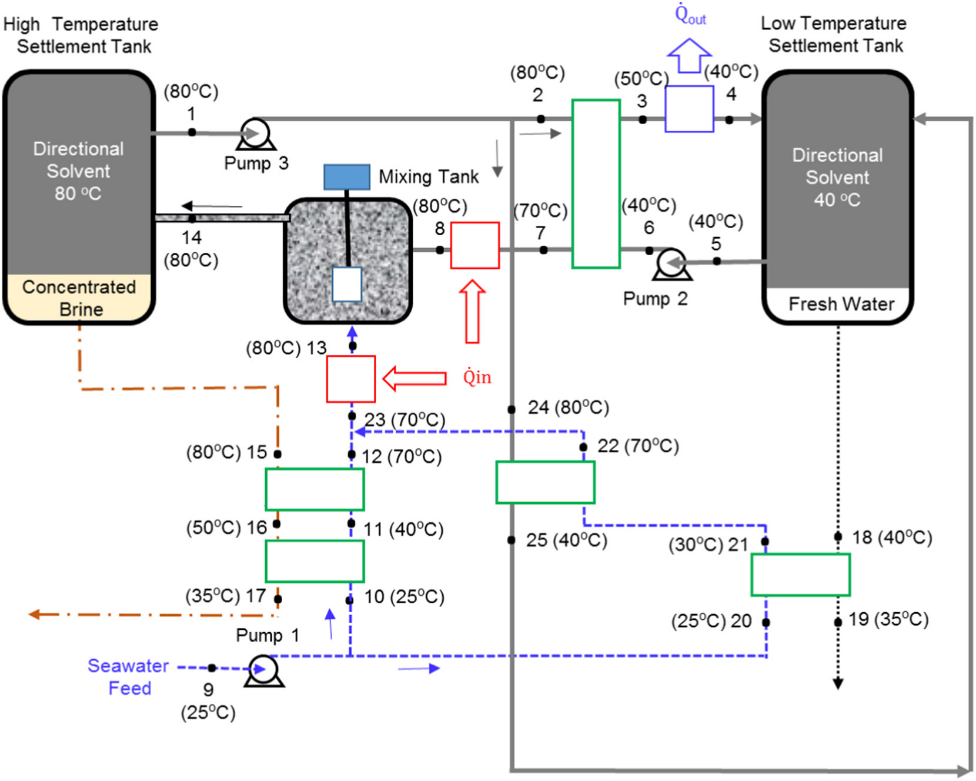 High Temperature
Settlement Tank
Q̇out
Low Temperature
Settlement Tank
(80°C)
1
(80°C)
2
(50°C)
3
(40°C)
4
Pump 3
Directional
Solvent
80 °C
Mixing Tank
Directional
Solvent
40 °C
14
(80°C)
(80°C)
8
(70°C)
7
(40°C)
6
(40°C)
5
Pump 2
Concentrated
Brine
Fresh Water
(80°C) 13
Q̇in
23 (70°C)
24 (80°C)
(80°C) 15
12 (70°C)
22 (70°C)
(50°C) 16
11 (40°C)
25 (40°C)
(30°C) 21
18 (40°C)
(35°C) 17
10 (25°C)
(25°C) 20
19 (35°C)
Pump 1
Seawater
Feed
9
(25°C)